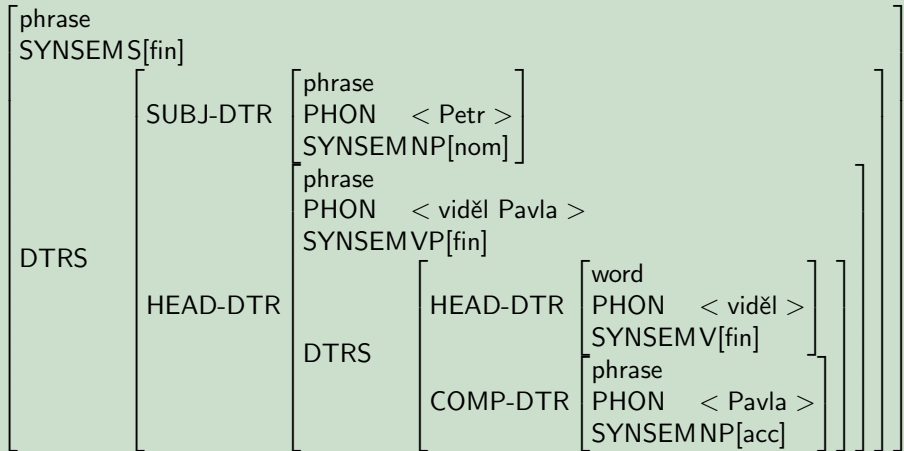 phrase
SYNSEM S[fin]
phrase
SUBJ-DTR PHON < Petr >
SYNSEM NP[nom]
phrase
PHON < viděl Pavla >
SYNSEM VP[fin]
DTRS
word
HEAD-DTR HEAD-DTR PHON < viděl >
SYNSEM V[fin]
DTRS
phrase
COMP-DTR PHON < Pavla >
SYNSEM NP[acc]